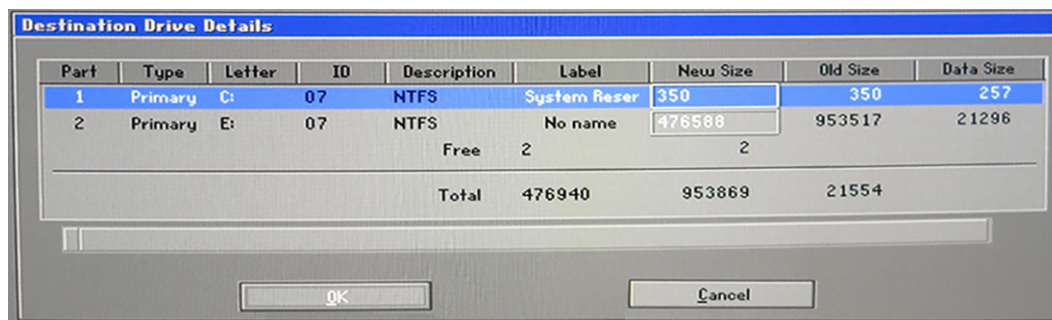 Destination Drive Details
Part Type Letter ID Description Label New Size Old Size Data Size
1 Primary C: 07 NTFS System Reser 350 350 257
2 Primary E: 07 NTFS No name 476588 953517 21296
Free 2 2
Total 476940 953869 21554
OK Cancel